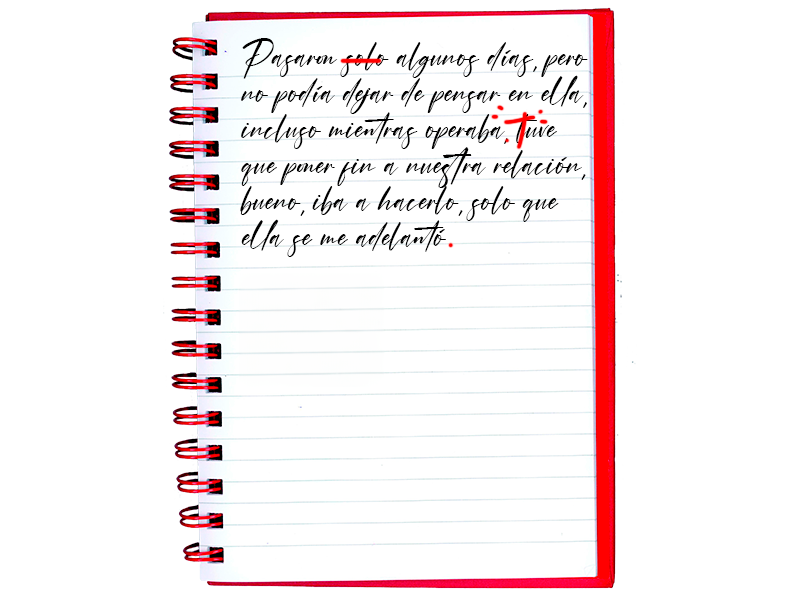 Pasaron solo algunos días, pero
no podía dejar de pensar en ella,
incluso mientras operaba, Tuve
que poner fin a nuestra relación,
bueno, iba a hacerlo, solo que
ella se me adelantó.